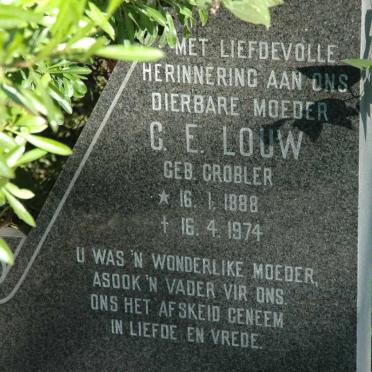 MET LIEFDEVOLLE
HERINNERING AAN ONS
DIERBARE MOEDER
C. E. LOUW
GEB. GROBLER
* 16. 1. 1888
† 16. 4. 1974
U WAS 'N WONDERLIKE MOEDER,
ASOOK 'N VADER VIR ONS.
ONS HET AFSKEID GENEEM
IN LIEFDE EN VREDE.